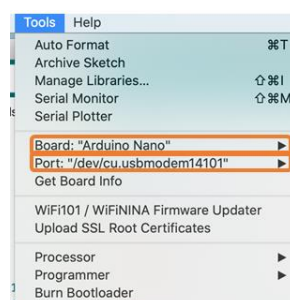 Tools Help
Auto Format ⌘T
Archive Sketch
Manage Libraries... ⇧⌘I
Serial Monitor ⇧⌘M
Serial Plotter
Board: "Arduino Nano"
Port: "/dev/cu.usbmodem14101"
Get Board Info
WiFi101 / WiFiNINA Firmware Updater
Upload SSL Root Certificates
Processor
Programmer
Burn Bootloader